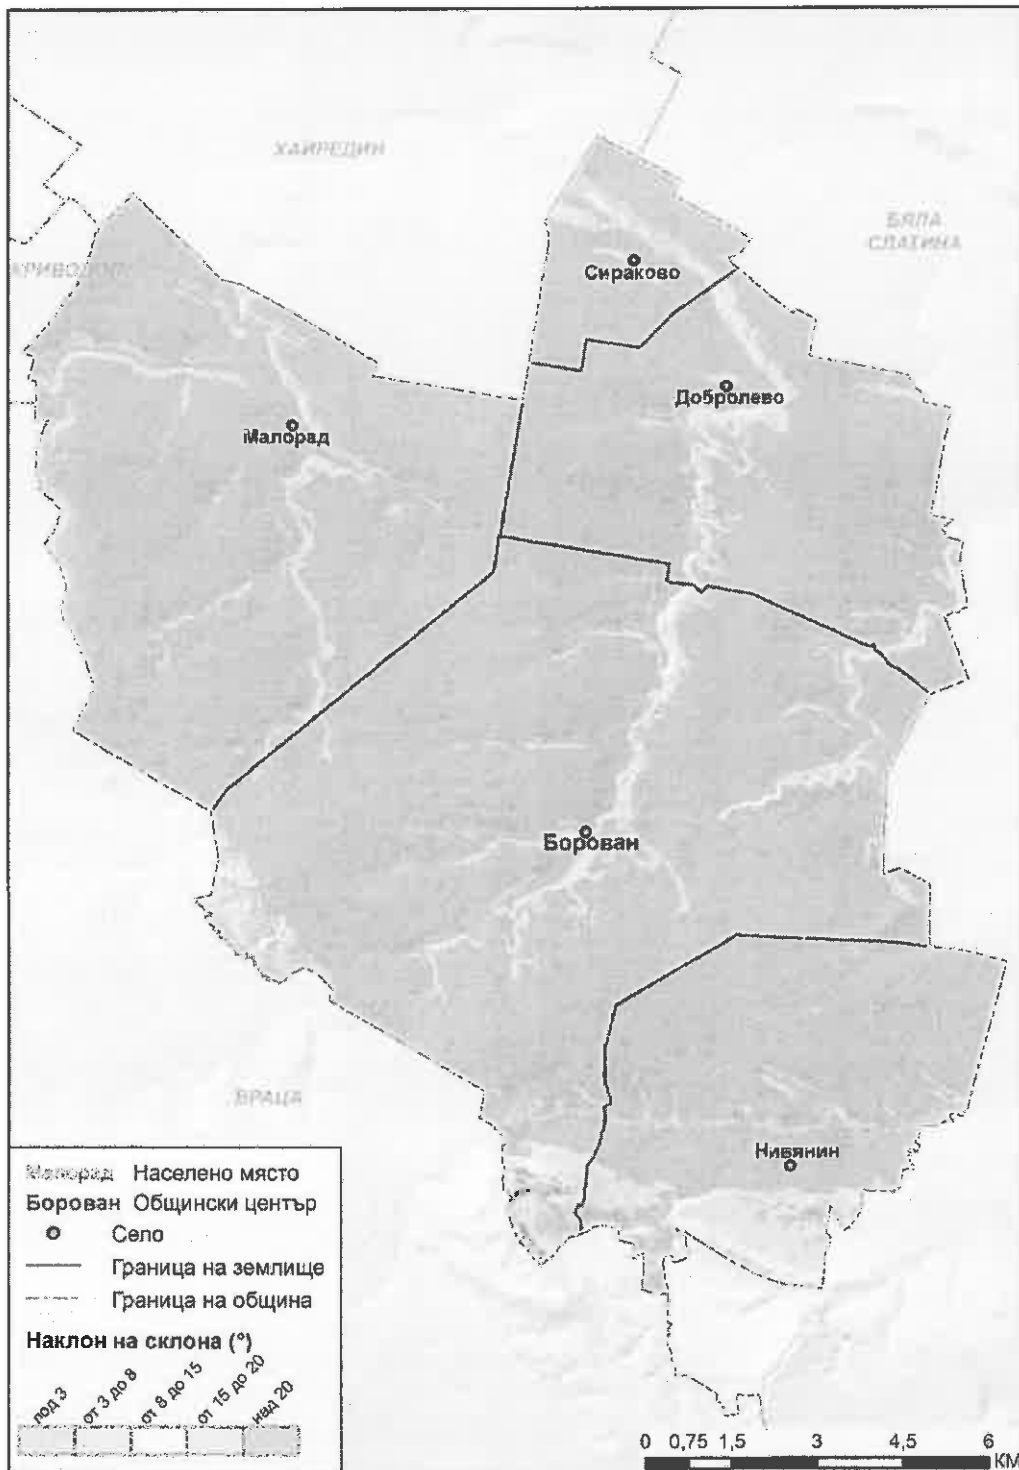 ХАЙРЕДИН
БЯЛА
СЛАТИНА
Сираково
Добролево
Малорад
Борован
ВРАЦА
Нивянин
Малорад Населено място
Борован Общински център
Село
Граница на землище
Граница на община
Наклон на склона (°)
под 3
от 3 до 8
от 8 до 15
от 15 до 20
над 20
0 0,75 1,5 3 4,5 6
КМ